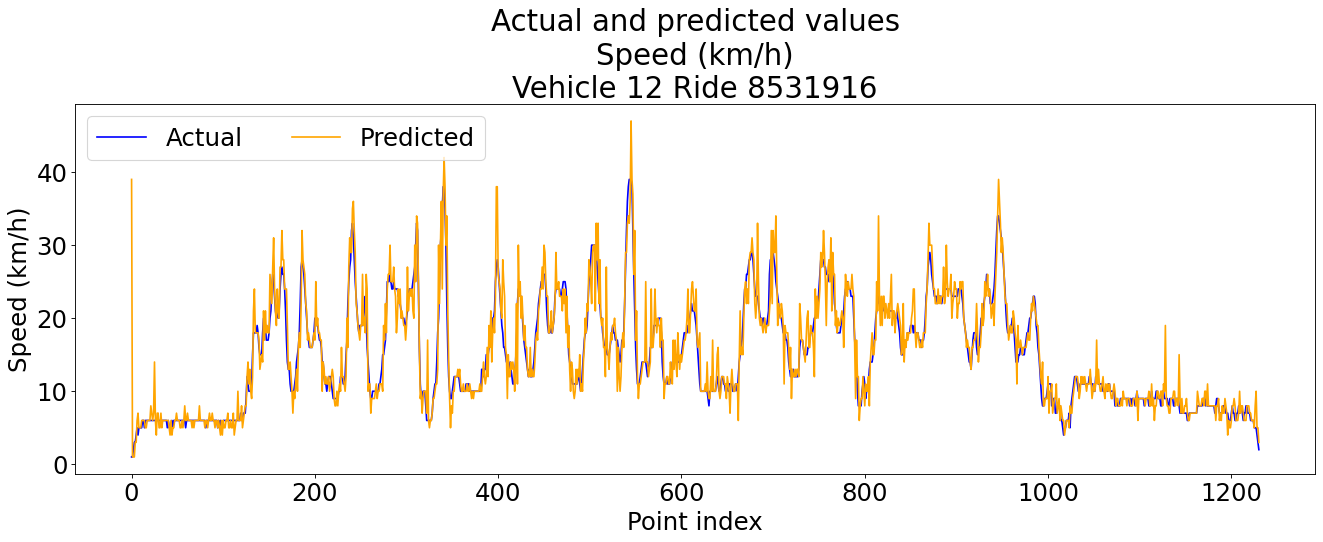 Actual and predicted values
Speed (km/h)
Vehicle 12 Ride 8531916
Actual Predicted
Speed (km/h)
40
30
20
10
0
0 200 400 600 800 1000 1200
Point index